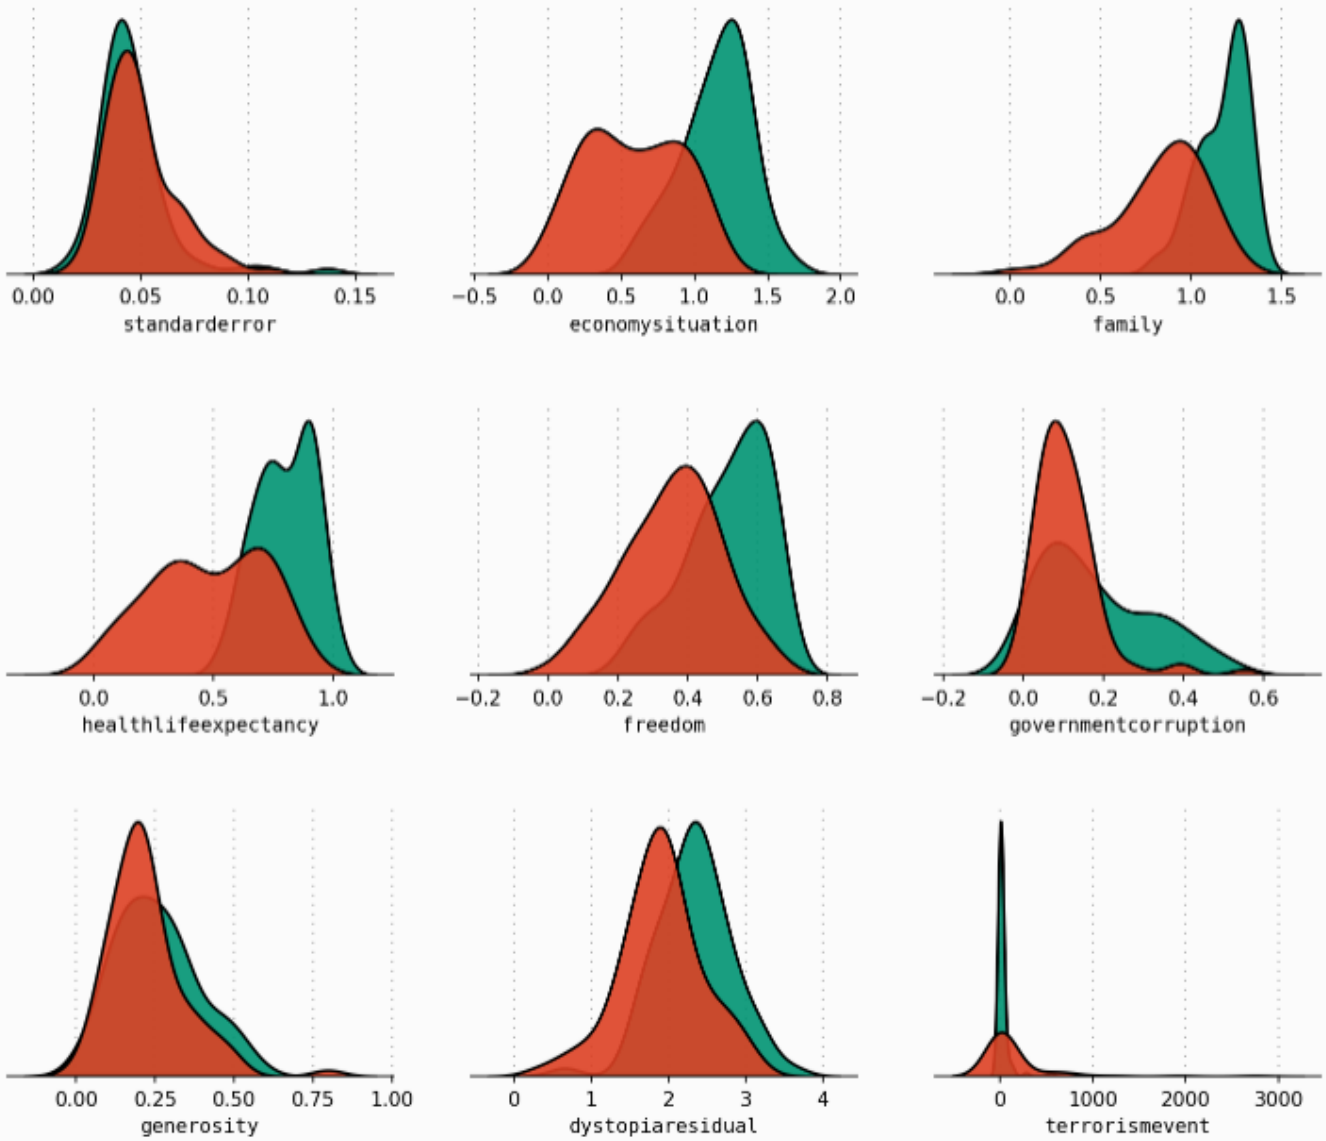 0.00 0.05 0.10 0.15
standarderror
−0.5 0.0 0.5 1.0 1.5 2.0
economysituation
0.0 0.5 1.0 1.5
family
0.0 0.5 1.0
healthlifeexpectancy
−0.2 0.0 0.2 0.4 0.6 0.8
freedom
−0.2 0.0 0.2 0.4 0.6
governmentcorruption
0.00 0.25 0.50 0.75 1.00
generosity
0 1 2 3 4
dystopiaresidual
0 1000 2000 3000
terrorismevent